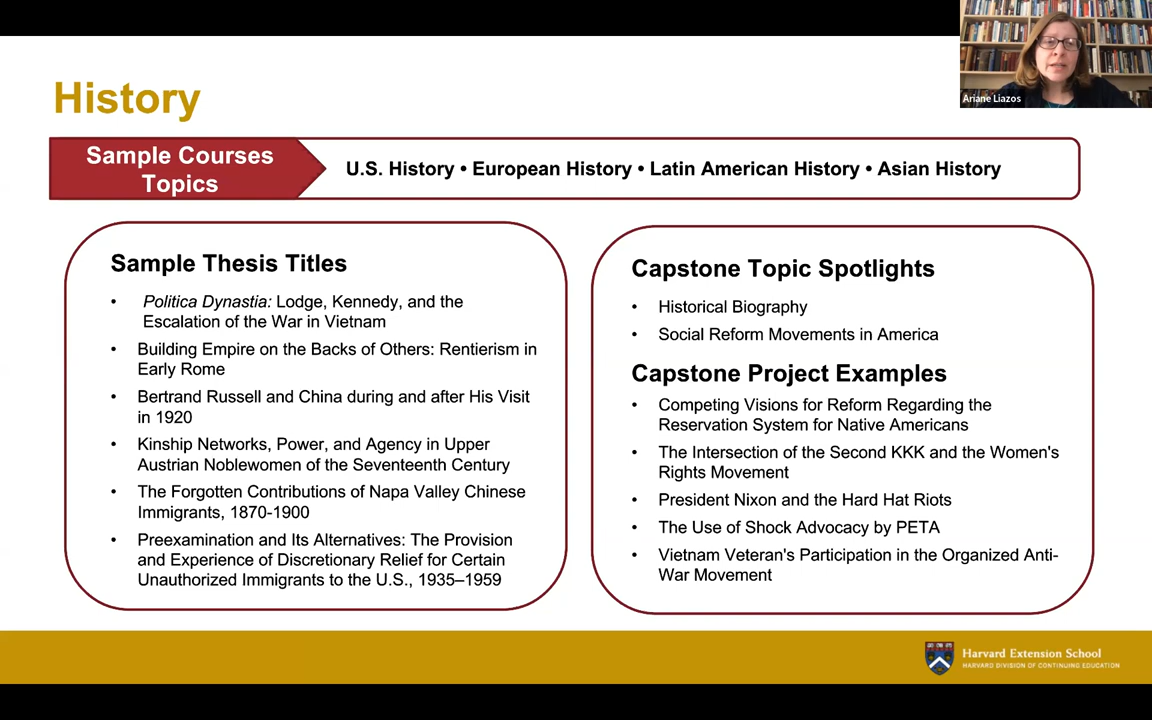 Ariane Liazos
History
Sample Courses
Topics
U.S. History • European History • Latin American History • Asian History
Sample Thesis Titles
• Politica Dynastia: Lodge, Kennedy, and the
Escalation of the War in Vietnam
• Building Empire on the Backs of Others: Rentierism in
Early Rome
• Bertrand Russell and China during and after His Visit
in 1920
• Kinship Networks, Power, and Agency in Upper
Austrian Noblewomen of the Seventeenth Century
• The Forgotten Contributions of Napa Valley Chinese
Immigrants, 1870-1900
• Preexamination and Its Alternatives: The Provision
and Experience of Discretionary Relief for Certain
Unauthorized Immigrants to the U.S., 1935–1959
Capstone Topic Spotlights
• Historical Biography
• Social Reform Movements in America
Capstone Project Examples
• Competing Visions for Reform Regarding the
Reservation System for Native Americans
• The Intersection of the Second KKK and the Women's
Rights Movement
• President Nixon and the Hard Hat Riots
• The Use of Shock Advocacy by PETA
• Vietnam Veteran's Participation in the Organized Anti-
War Movement
Harvard Extension School
HARVARD DIVISION OF CONTINUING EDUCATION